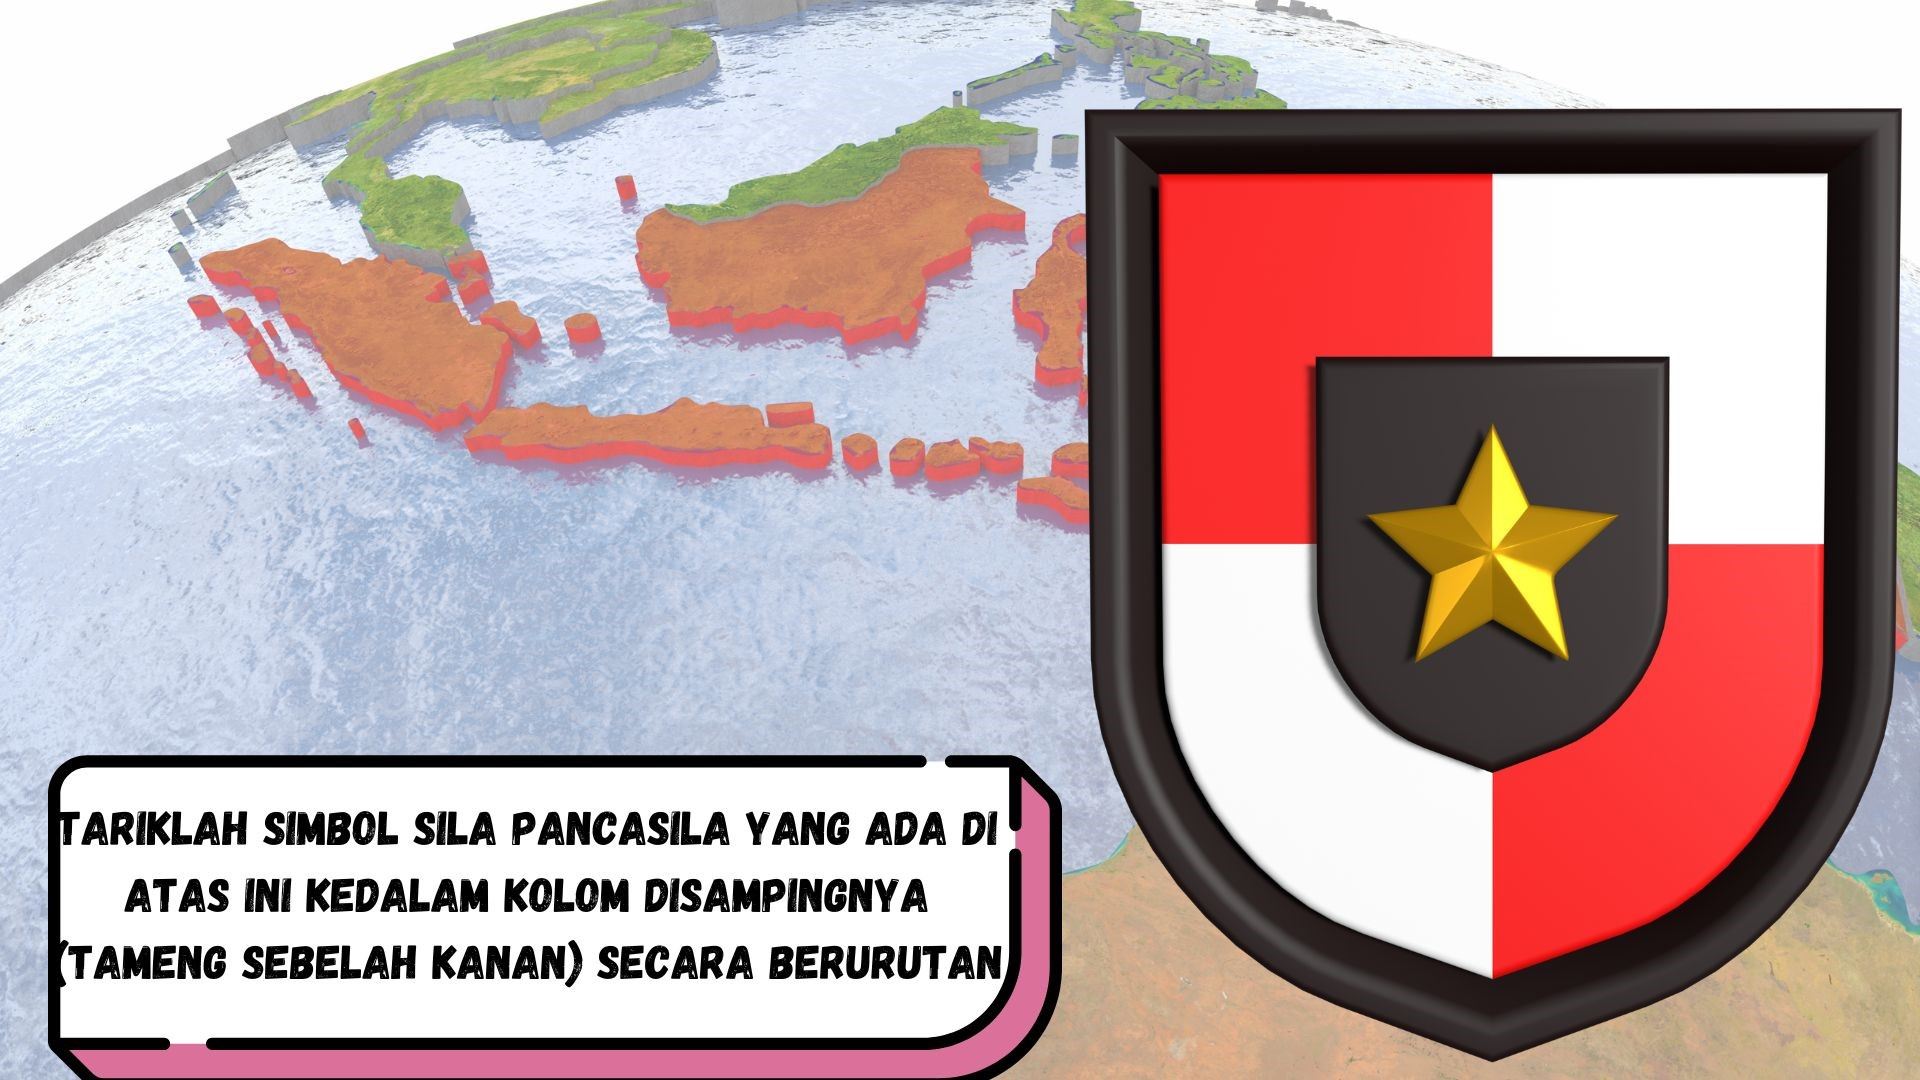 TARIKLAH SIMBOL SILA PANCASILA YANG ADA DI
ATAS INI KEDALAM KOLOM DISAMPINGNYA
(TAMENG SEBELAH KANAN) SECARA BERURUTAN